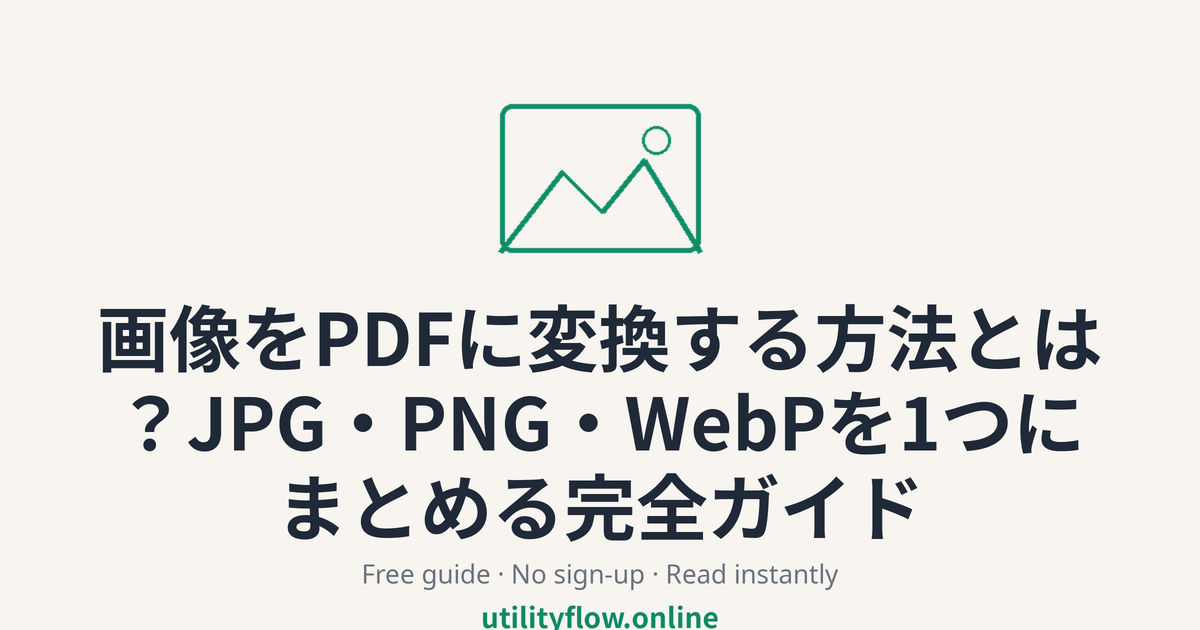 画像をPDFに変換する方法とは
？JPG・PNG・WebPを1つに
まとめる完全ガイド
Free guide · No sign-up · Read instantly
utilityflow.online